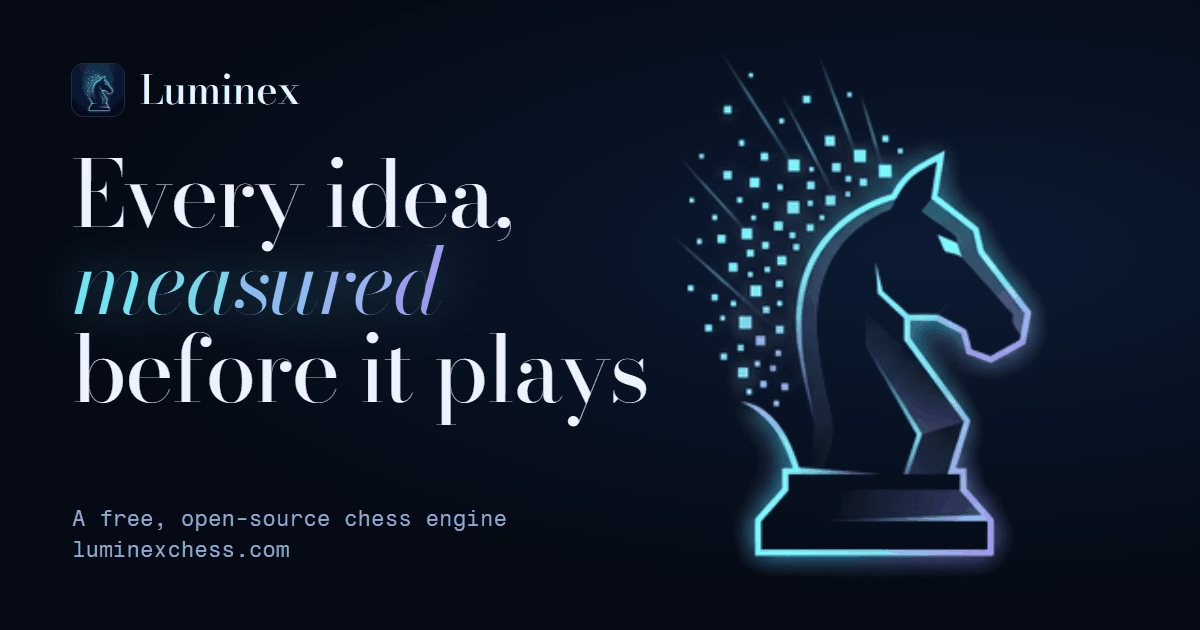 Luminex
Every idea,
measured
before it plays
A free, open-source chess engine
luminexchess.com